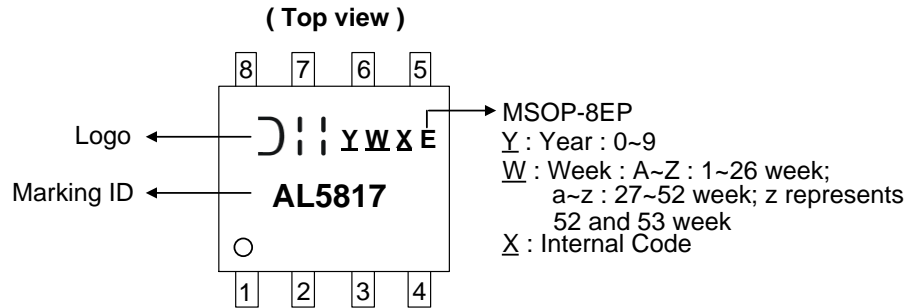 ( Top view )
8 7 6 5
Logo
Y W X E
MSOP-8EP
Y : Year : 0~9
Marking ID
AL5817
W : Week : A~Z : 1~26 week;
a~z : 27~52 week; z represents
52 and 53 week
X : Internal Code
1 2 3 4